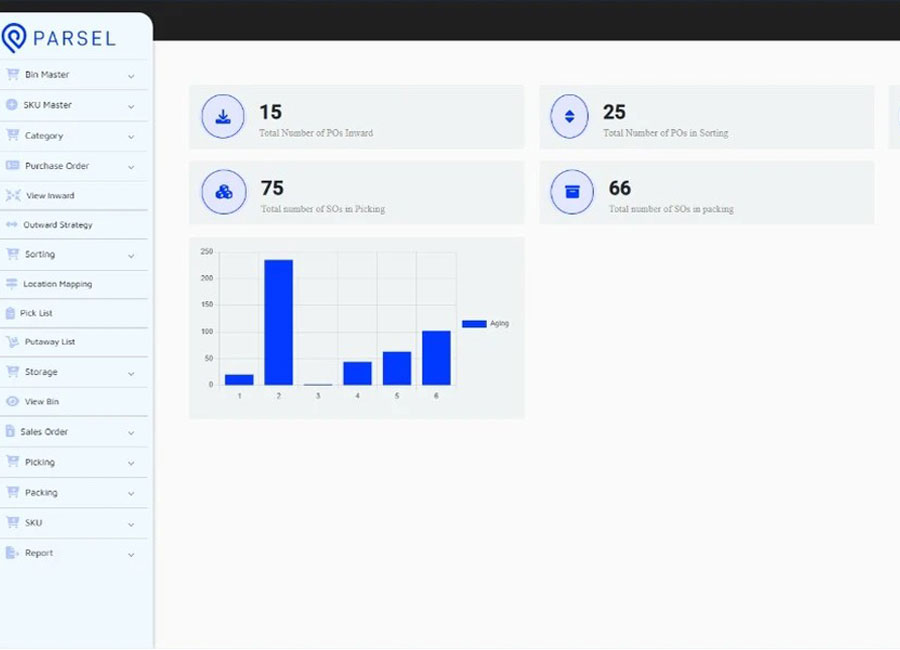 PARSEL
Bin Master
SKU Master
Category
Purchase Order
View Inward
Outward Strategy
Sorting
Location Mapping
Pick List
Putaway List
Storage
View Bin
Sales Order
Picking
Packing
SKU
Report
15
Total Number of POs Inward
25
Total Number of POs in Sorting
75
Total number of SOs in Picking
66
Total number of SOs in packing
250
200
150
100
50
0
1 2 3 4 5 6
Aging